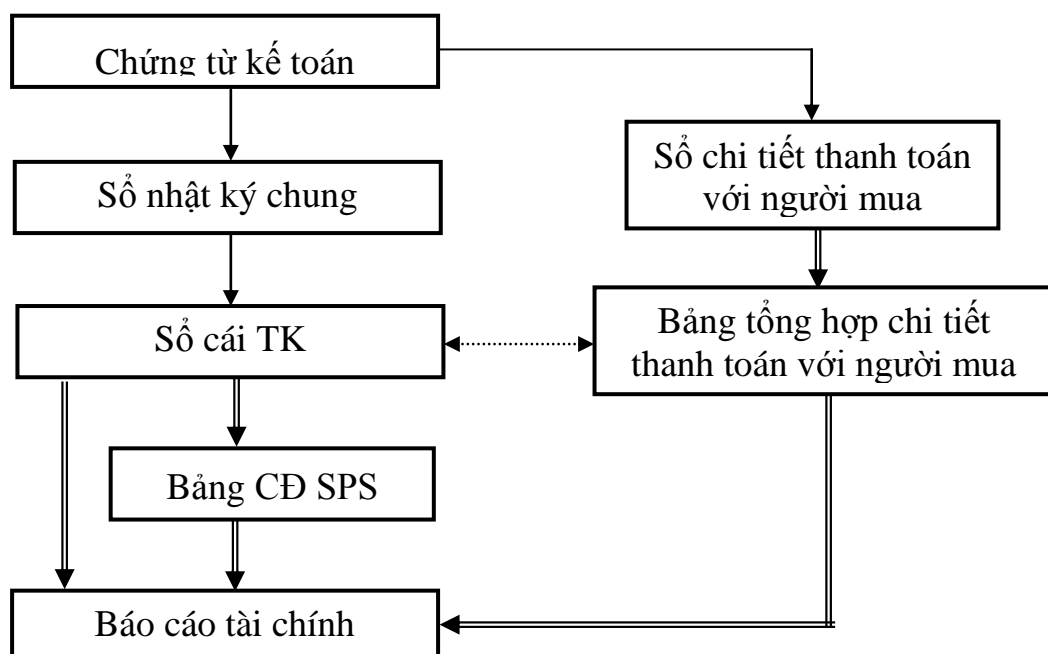 Chứng từ kế toán
Sổ nhật ký chung
Sổ cái TK
Bảng CĐ SPS
Báo cáo tài chính
Sổ chi tiết thanh toán
với người mua
Bảng tổng hợp chi tiết
thanh toán với người mua